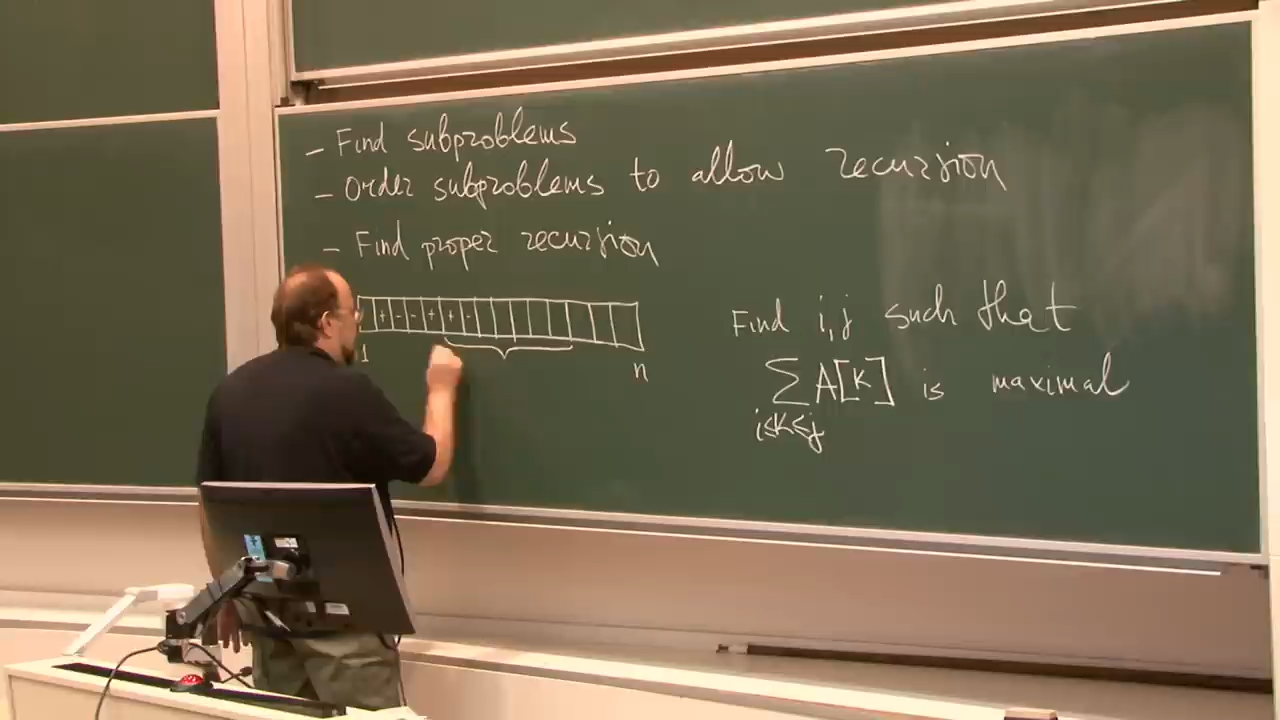 - Find subproblems
- Order subproblems to allow recursion
- Find proper recursion
+ - - + + -
1 n
Find i,j such that
∑ A[k] is maximal
i≤k≤j